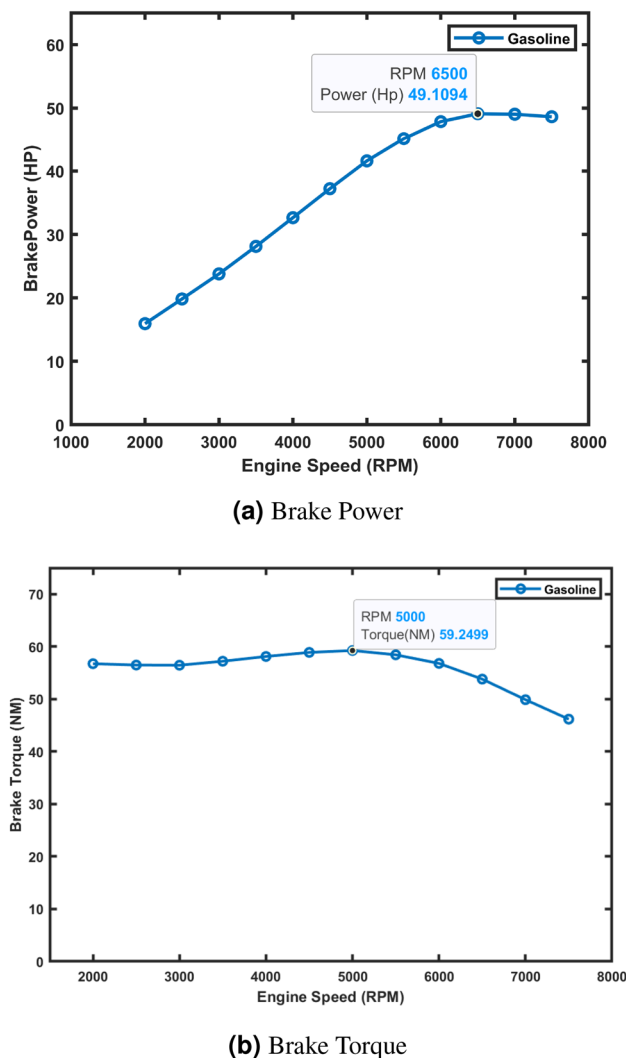 60
Gasoline
RPM 6500
Power (Hp) 49.1094
50
40
30
20
10
0
BrakePower (HP)
1000 2000 3000 4000 5000 6000 7000 8000
Engine Speed (RPM)
(a) Brake Power
70
Gasoline
RPM 5000
Torque(NM) 59.2499
60
50
40
30
20
10
0
Brake Torque (NM)
2000 3000 4000 5000 6000 7000 8000
Engine Speed (RPM)
(b) Brake Torque